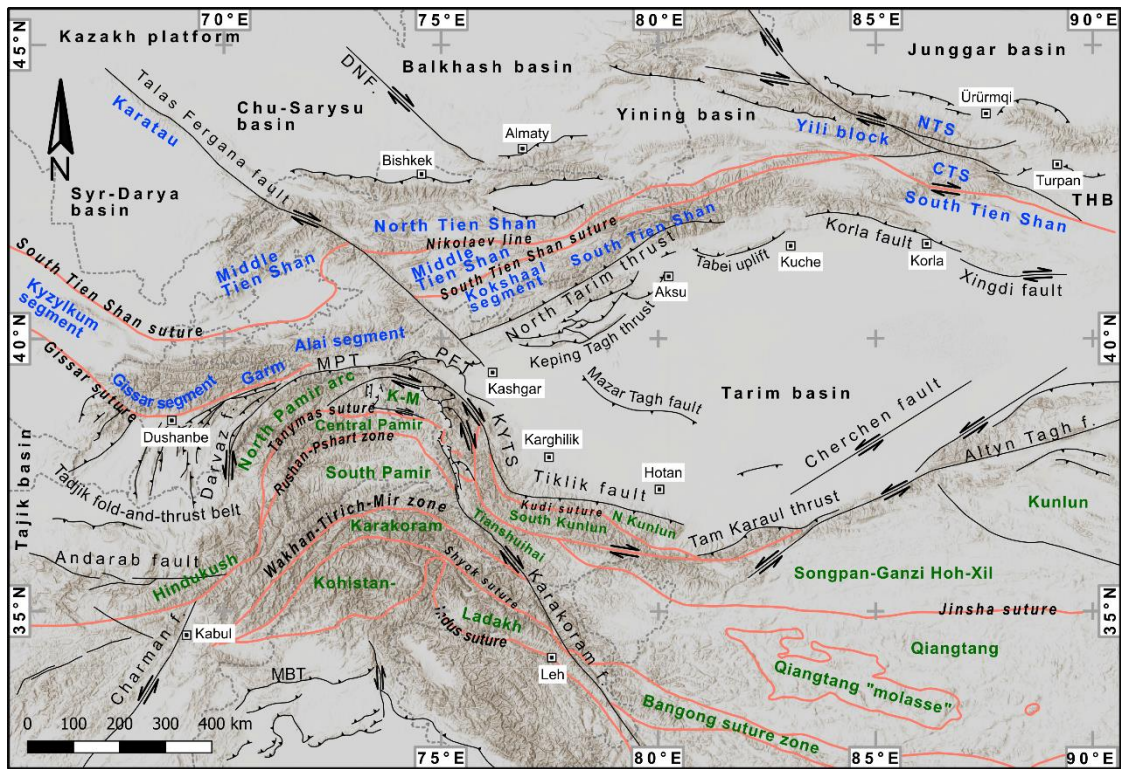 70°E
75°E
80°E
85°E
90°E
45°N
45°N
Kazakh platform
Junggar basin
Balkhash basin
DNF.
Talas Fergana fault
Karatau
Chu-Sarysu
basin
Ürürmqi
Yining basin
NTS
Yili block
Almaty
Bishkek
CTS
Turpan
Syr-Darya
basin
THB
South Tien Shan
North Tien Shan
Nikolaev line
Middle
Tien Shan
Middle
Tien Shan
South Tien Shan suture
South Tien Shan
Kokshaal
segment
Korla fault
Korla
Tabei uplift
Kuche
Xingdi fault
North Tarim thrust
Aksu
South Tien Shan suture
Kyzylkum
segment
40°N
40°N
Keping Tagh thrust
Alai segment
MPT
PFT
Garm
Gissar segment
Gissar suture
Kashgar
Mazar Tagh fault
Tarim basin
Dushanbe
North Pamir arc
K-M
Tanymas suture
Central Pamir
KYTS
Karghilik
Cherchen fault
Altyn Tagh f.
Darvaz f.
Rushan-Pshart zone
South Pamir
Tiklik fault
Hotan
Tajik basin
Tadjik fold-and-thrust belt
Kunlun
Kudi suture
N Kunlun
South Kunlun
Tam Karaul thrust
Wakhan-Tirich-Mir zone
Karakoram
Tianshuihai
Andarab fault
Hindukush
Kohistan-
Shyok suture
Songpan-Ganzi Hoh-Xil
Ladakh
Indus suture
Karakoram f.
Jinsha suture
35°N
35°N
Kabul
Charman f.
Qiangtang
Leh
MBT
Qiangtang "molasse"
Bangong suture zone
0 100 200 300 400 km
75°E
80°E
85°E
90°E
N